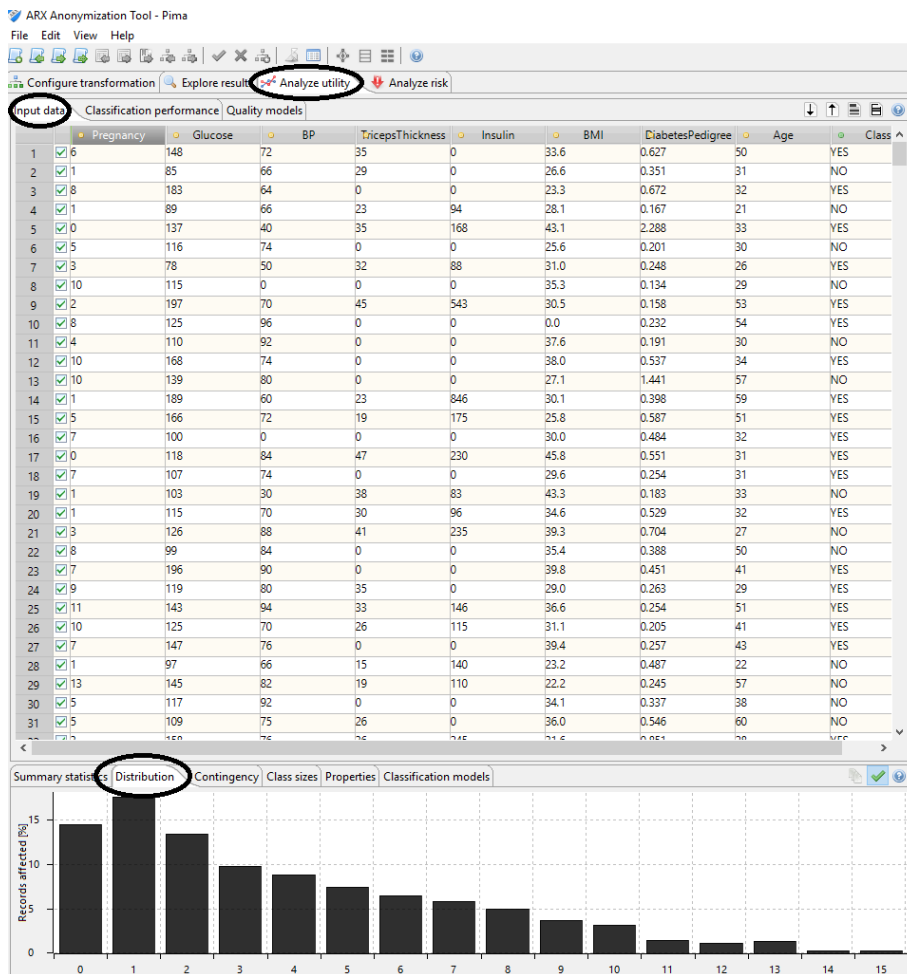 ARX Anonymization Tool - Pima
File Edit View Help
Configure transformation Explore result Analyze utility Analyze risk
Input data Classification performance Quality models
Pregnancy Glucose BP TricepsThickness Insulin BMI DiabetesPedigree Age Class
1 6 148 72 35 0 33.6 0.627 50 YES
2 1 85 66 29 0 26.6 0.351 31 NO
3 8 183 64 0 0 23.3 0.672 32 YES
4 1 89 66 23 94 28.1 0.167 21 NO
5 0 137 40 35 168 43.1 2.288 33 YES
6 5 116 74 0 0 25.6 0.201 30 NO
7 3 78 50 32 88 31.0 0.248 26 YES
8 10 115 0 0 0 35.3 0.134 29 NO
9 2 197 70 45 543 30.5 0.158 53 YES
10 8 125 96 0 0 0.0 0.232 54 YES
11 4 110 92 0 0 37.6 0.191 30 NO
12 10 168 74 0 0 38.0 0.537 34 YES
13 10 139 80 0 0 27.1 1.441 57 NO
14 1 189 60 23 846 30.1 0.398 59 YES
15 5 166 72 19 175 25.8 0.587 51 YES
16 7 100 0 0 0 30.0 0.484 32 YES
17 0 118 84 47 230 45.8 0.551 31 YES
18 7 107 74 0 0 29.6 0.254 31 YES
19 1 103 30 38 83 43.3 0.183 33 NO
20 1 115 70 30 96 34.6 0.529 32 YES
21 3 126 88 41 235 39.3 0.704 27 NO
22 8 99 84 0 0 35.4 0.388 50 NO
23 7 196 90 0 0 39.8 0.451 41 YES
24 9 119 80 35 0 29.0 0.263 29 YES
25 11 143 94 33 146 36.6 0.254 51 YES
26 10 125 70 26 115 31.1 0.205 41 YES
27 7 147 76 0 0 39.4 0.257 43 YES
28 1 97 66 15 140 23.2 0.487 22 NO
29 13 145 82 19 110 22.2 0.245 57 NO
30 5 117 92 0 0 34.1 0.337 38 NO
31 5 109 75 26 0 36.0 0.546 60 NO
Summary statistics Distribution Contingency Class sizes Properties Classification models
Records affected [%]
15
10
5
0
0 1 2 3 4 5 6 7 8 9 10 11 12 13 14 15